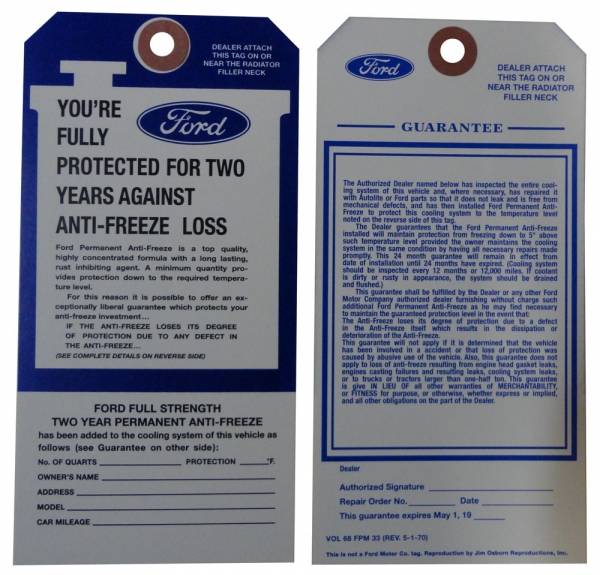 DEALER ATTACH
THIS TAG ON OR
NEAR THE RADIATOR
FILLER NECK
YOU'RE
FULLY
Ford
PROTECTED FOR TWO
YEARS AGAINST
ANTI-FREEZE LOSS
Ford Permanent Anti-Freeze is a top quality,
highly concentrated formula with a long lasting,
rust inhibiting agent. A minimum quantity pro-
vides protection down to the required tempera-
ture level.
For this reason it is possible to offer an ex-
ceptionally liberal guarantee which protects your
anti-freeze investment...
IF THE ANTI-FREEZE LOSES ITS DEGREE
OF PROTECTION DUE TO ANY DEFECT IN
THE ANTI-FREEZE...
(SEE COMPLETE DETAILS ON REVERSE SIDE)
FORD FULL STRENGTH
TWO YEAR PERMANENT ANTI-FREEZE
has been added to the cooling system of this vehicle as
follows (see Guarantee on other side):
No. OF QUARTS PROTECTION °F.
OWNER'S NAME
ADDRESS
MODEL
CAR MILEAGE
Ford
DEALER ATTACH
THIS TAG ON OR
NEAR THE RADIATOR
FILLER NECK
GUARANTEE
The Authorized Dealer named below has inspected the entire cool-
ing system of this vehicle and, where necessary, has repaired it
with Autolite or Ford parts so that it does not leak and is free from
mechanical defects, and has then installed Ford Permanent Anti-
Freeze to protect this cooling system to the temperature level
noted on the reverse side of this tag.
The Dealer guarantees that the Ford Permanent Anti-Freeze
installed will maintain protection from freezing down to 5° above
such temperature level provided the owner maintains the cooling
system in the same condition by having all necessary repairs made
promptly. This 24 month guarantee will remain in effect from
date of installation until 24 months have expired. (Cooling system
should be inspected every 12 months or 12,000 miles. If coolant
is dirty or rusty in appearance, the system should be drained
and flushed.)
This guarantee shall be fulfilled by the Dealer or any other Ford
Motor Company authorized dealer furnishing without charge such
additional Ford Permanent Anti-Freeze as he may find necessary
to maintain the guaranteed protection level in the event that:
The Anti-Freeze loses its degree of protection due to a defect
in the Anti-Freeze itself which results in the dissipation or
deterioration of the Anti-Freeze.
This guarantee will not apply if it is determined that the vehicle
has been involved in a accident or that loss of protection was
caused by abusive use of the vehicle. Also, this guarantee does not
apply to loss of anti-freeze resulting from engine head gasket leaks,
engines casting failures and resulting leaks, cooling system leaks,
or to trucks or tractors larger than one-half ton. This guarantee
is give IN LIEU OF all other warranties of MERCHANTABILITY,
or FITNESS for purpose, or otherwise, whether express or implied,
and all other obligations on the part of the Dealer.
Dealer
Authorized Signature
Repair Order No. Date
This guarantee expires May 1, 19
VOL 68 FPM 33 (REV. 5-1-70)
This is not a Ford Motor Co. tag. Reproduction by Jim Osborn Reproductions, Inc.